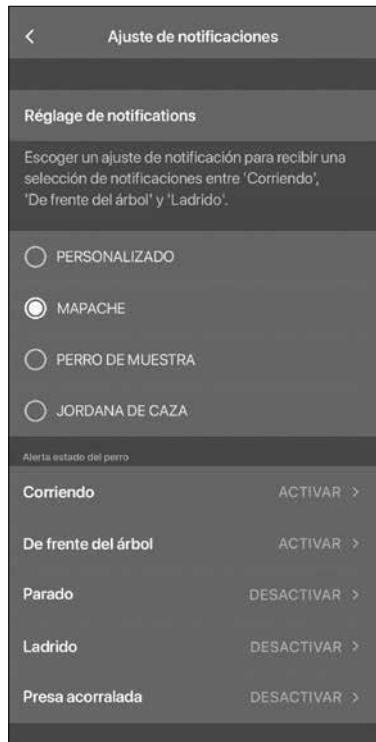 Ajuste de notificaciones
Réglage de notifications
Escoger un ajuste de notificación para recibir una
selección de notificaciones entre 'Corriendo',
'De frente del árbol' y 'Ladrido'.
PERSONALIZADO
MAPACHE
PERRO DE MUESTRA
JORDANA DE CAZA
Alerta estado del perro
Corriendo ACTIVAR >
De frente del árbol ACTIVAR >
Parado DESACTIVAR >
Ladrido DESACTIVAR >
Presa acorralada DESACTIVAR >